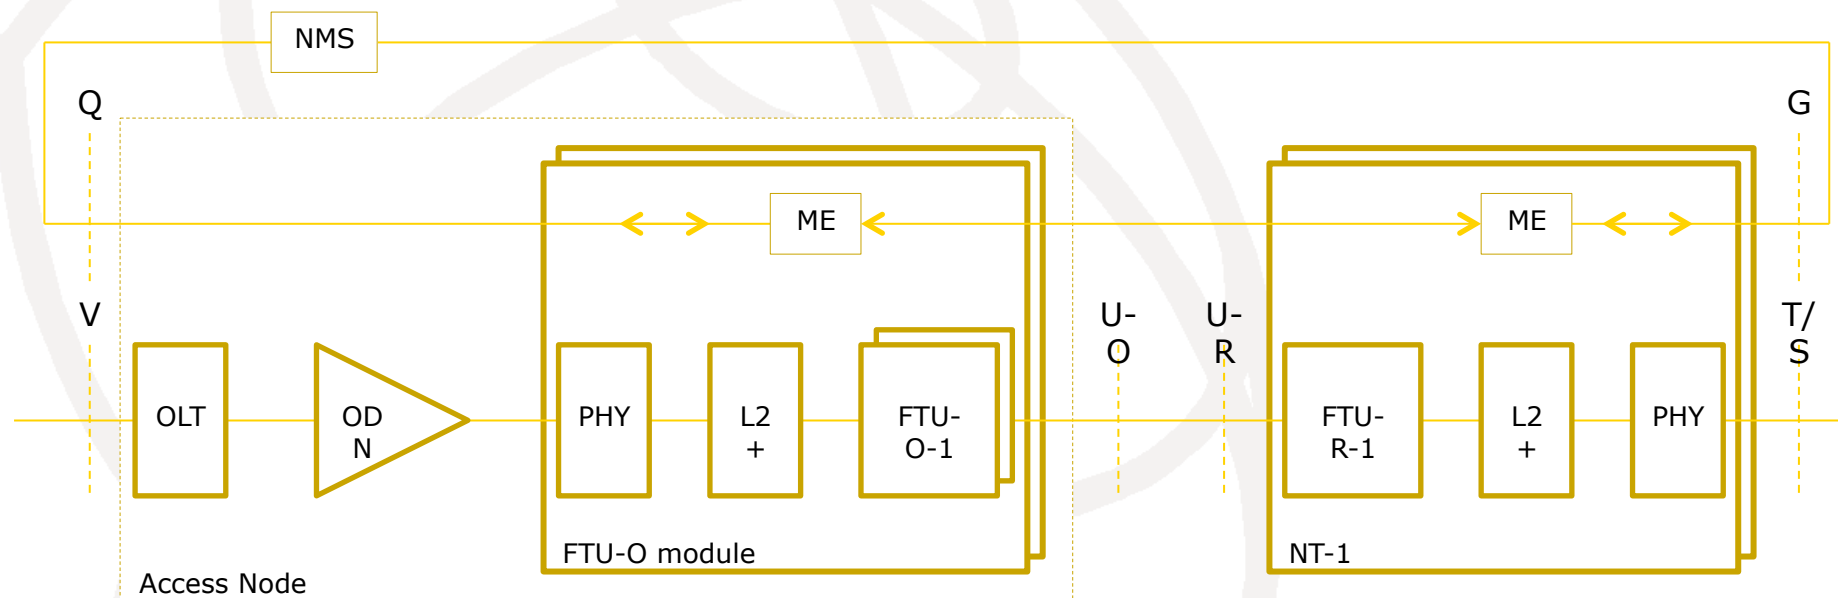 NMS
Q
G
ME
ME
V
U-
O
U-
R
T/
S
OLT
OD
N
PHY
L2
+
FTU-
O-1
FTU-
R-1
L2
+
PHY
FTU-O module
NT-1
Access Node